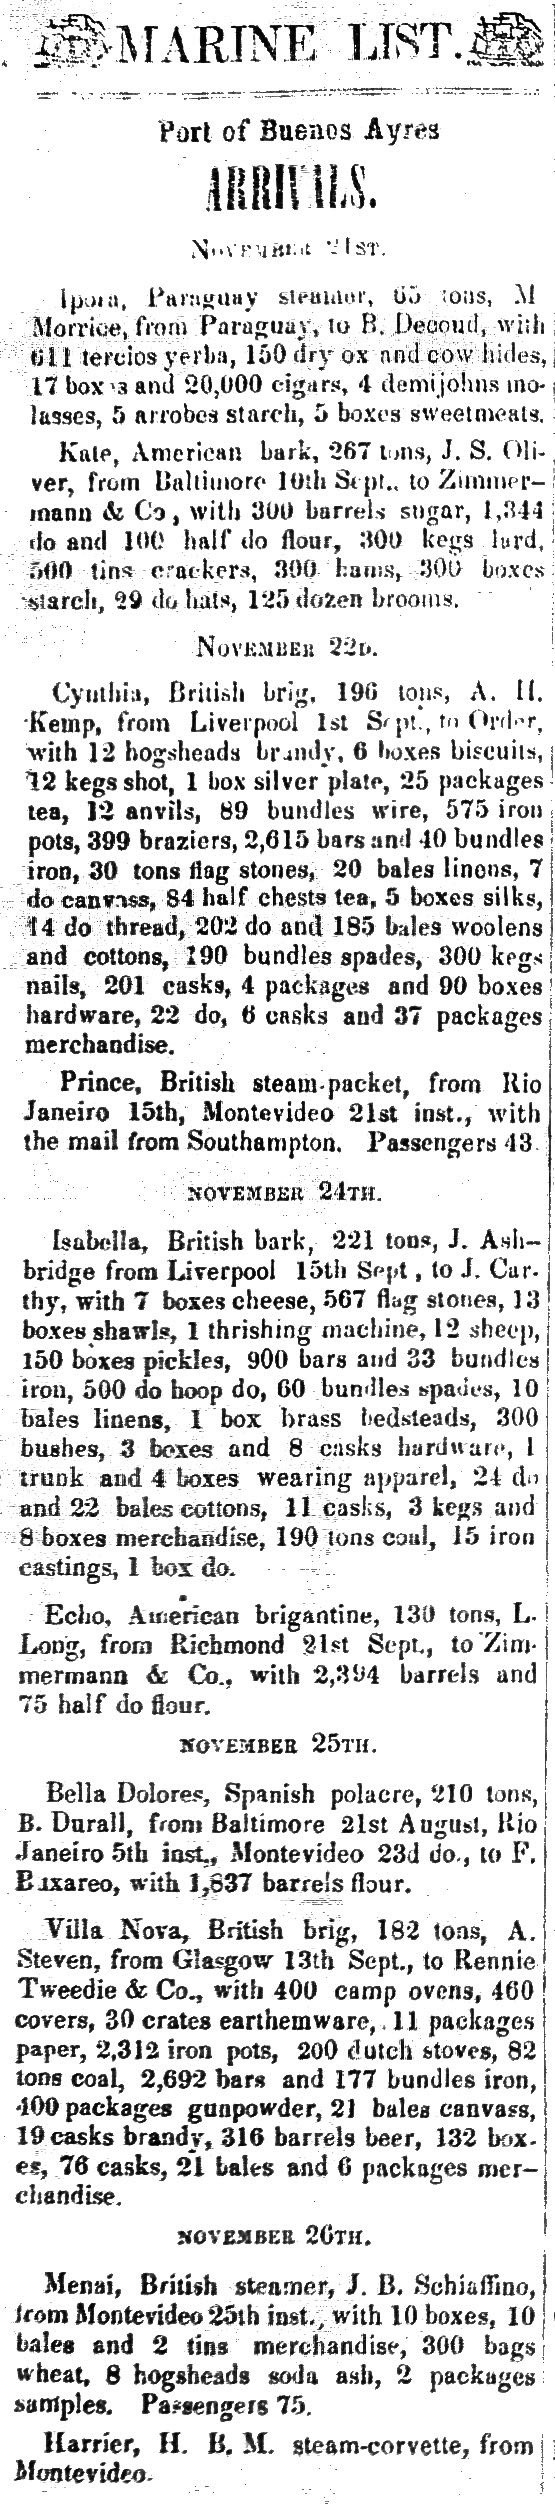 MARINE LIST.
Port of Buenos Ayres
ARRIVALS.
NOVEMBER 21ST.
Ipora, Paraguay steamer, 65 tons, M
Morrice, from Paraguay, to B. Decoud, with
611 tercios yerba, 150 dry ox and cow hides,
17 boxes and 20,000 cigars, 4 demijohns mo-
lasses, 5 arrobes starch, 5 boxes sweetmeats.
Kate, American bark, 267 tons, J. S. Oli-
ver, from Baltimore 10th Sept., to Zimmer-
mann & Co, with 300 barrels sugar, 1,344
do and 100 half do flour, 300 kegs lard,
500 tins crackers, 300 hams, 300 boxes
starch, 29 do hats, 125 dozen brooms.
NOVEMBER 22D.
Cynthia, British brig, 196 tons, A. H.
Kemp, from Liverpool 1st Sept., to Order,
with 12 hogsheads brandy, 6 boxes biscuits,
12 kegs shot, 1 box silver plate, 25 packages
tea, 12 anvils, 89 bundles wire, 575 iron
pots, 399 braziers, 2,615 bars and 40 bundles
iron, 30 tons flag stones, 20 bales linens, 7
do canvass, 84 half chests tea, 5 boxes silks,
14 do thread, 202 do and 185 bales woolens
and cottons, 190 bundles spades, 300 kegs
nails, 201 casks, 4 packages and 90 boxes
hardware, 22 do, 6 casks and 37 packages
merchandise.
Prince, British steam-packet, from Rio
Janeiro 15th, Montevideo 21st inst., with
the mail from Southampton. Passengers 43.
NOVEMBER 24TH.
Isabella, British bark, 221 tons, J. Ash-
bridge from Liverpool 15th Sept, to J. Car-
thy, with 7 boxes cheese, 567 flag stones, 13
boxes shawls, 1 thrishing machine, 12 sheep,
150 boxes pickles, 900 bars and 33 bundles
iron, 500 do hoop do, 60 bundles spades, 10
bales linens, 1 box brass bedsteads, 300
bushes, 3 boxes and 8 casks hardware, 1
trunk and 4 boxes wearing apparel, 24 do
and 22 bales cottons, 11 casks, 3 kegs and
8 boxes merchandise, 190 tons coal, 15 iron
castings, 1 box do.
Echo, American brigantine, 130 tons, L.
Long, from Richmond 21st Sept., to Zim-
mermann & Co., with 2,394 barrels and
75 half do flour.
NOVEMBER 25TH.
Bella Dolores, Spanish polacre, 210 tons,
B. Durall, from Baltimore 21st August, Rio
Janeiro 5th inst., Montevideo 23d do., to F.
Baxareo, with 1,837 barrels flour.
Villa Nova, British brig, 182 tons, A.
Steven, from Glasgow 13th Sept., to Rennie
Tweedie & Co., with 400 camp ovens, 460
covers, 30 crates earthemware, 11 packages
paper, 2,312 iron pots, 200 dutch stoves, 82
tons coal, 2,692 bars and 177 bundles iron,
400 packages gunpowder, 21 bales canvass,
19 casks brandy, 316 barrels beer, 132 box-
es, 76 casks, 21 bales and 6 packages mer-
chandise.
NOVEMBER 26TH.
Menai, British steamer, J. B. Schiaffino,
from Montevideo 25th inst., with 10 boxes, 10
bales and 2 tins merchandise, 300 bags
wheat, 8 hogsheads soda ash, 2 packages
samples. Passengers 75.
Harrier, H. B. M. steam-corvette, from
Montevideo.